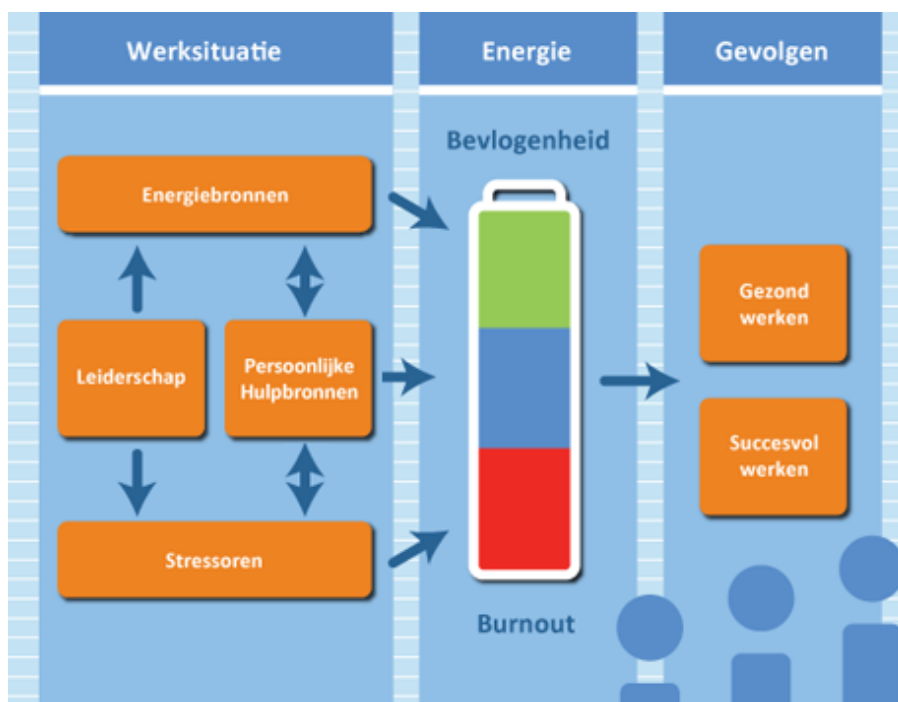 Werksituatie
Energie
Gevolgen
Bevlogenheid
Energiebronnen
Leiderschap
Persoonlijke
Hulpbronnen
Stressoren
Burnout
Gezond
werken
Succesvol
werken